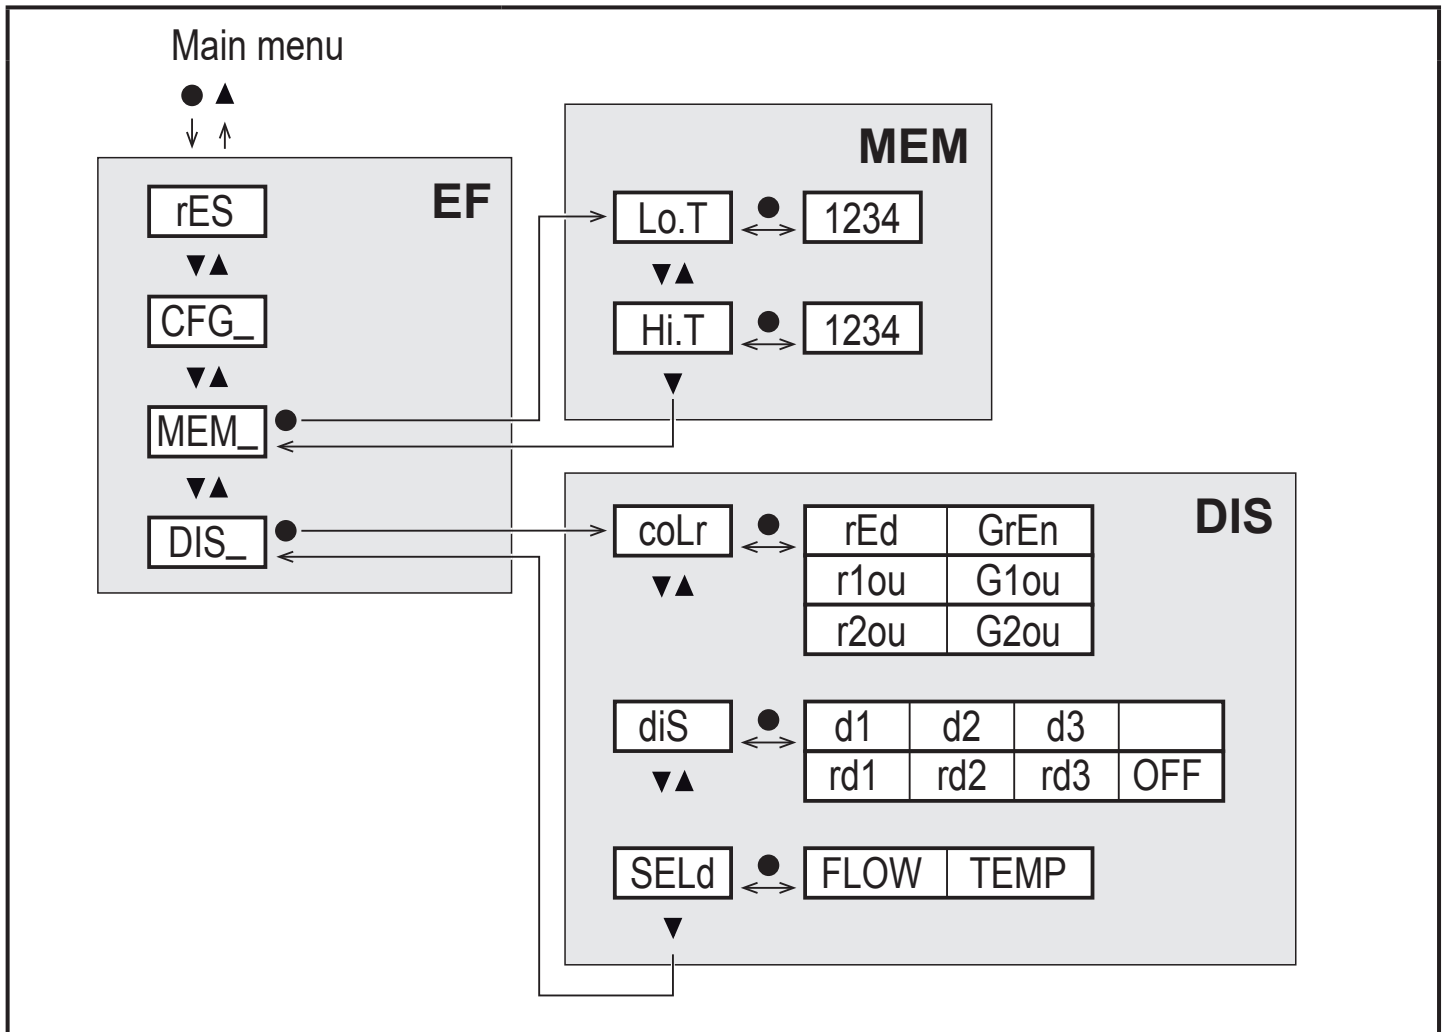 Main menu
EF
rES
CFG_
MEM_
DIS_
MEM
Lo.T 1234
Hi.T 1234
DIS
coLr rEd GrEn
r1ou G1ou
r2ou G2ou
diS d1 d2 d3
rd1 rd2 rd3 OFF
SELd FLOW TEMP